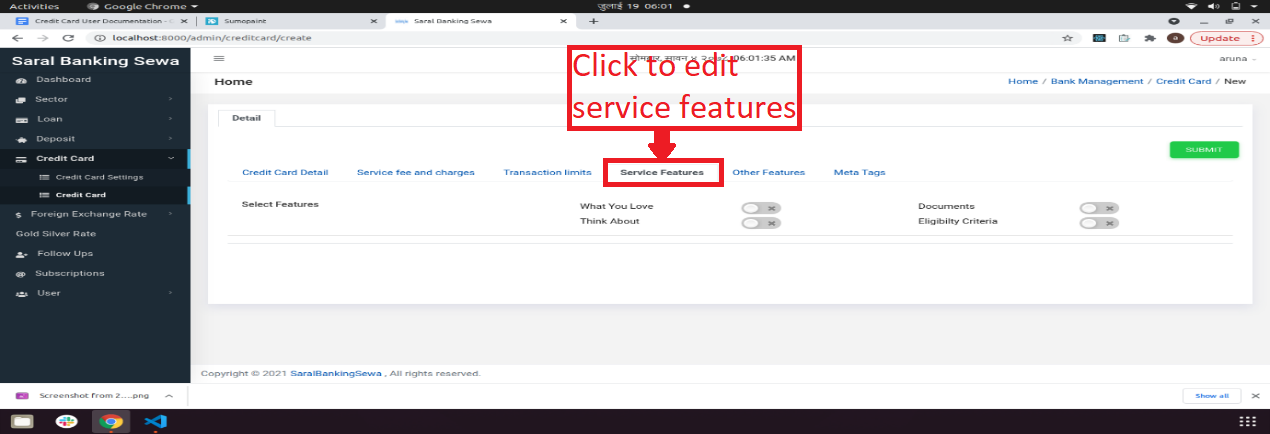 Activities Google Chrome जुलाई 19 06:01
Credit Card User Documentation - Sumopaint Saral Banking Sewa
localhost:8000/admin/creditcard/create a Update
Saral Banking Sewa
06:01:35 AM aruna
Click to edit
service features
Home Home / Bank Management / Credit Card / New
Dashboard
Sector
Loan
Deposit
Credit Card
Credit Card Settings
Credit Card
Foreign Exchange Rate
Gold Silver Rate
Follow Ups
Subscriptions
User
Detail
SUBMIT
Credit Card Detail Service fee and charges Transaction limits Service Features Other Features Meta Tags
Select Features What You Love Documents
Think About Eligibilty Criteria
Copyright © 2021 SaralBankingSewa , All rights reserved.
Screenshot from 2....png Show all